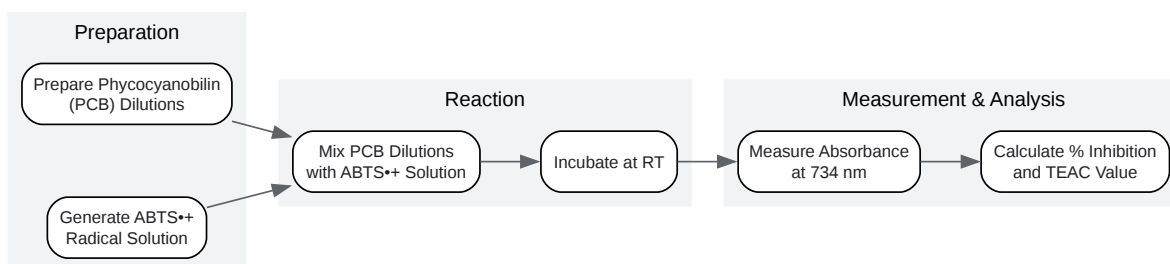 Preparation
Prepare Phycocyanobilin
(PCB) Dilutions
Generate ABTS•+
Radical Solution
Reaction
Mix PCB Dilutions
with ABTS•+ Solution
Incubate at RT
Measurement & Analysis
Measure Absorbance
at 734 nm
Calculate % Inhibition
and TEAC Value